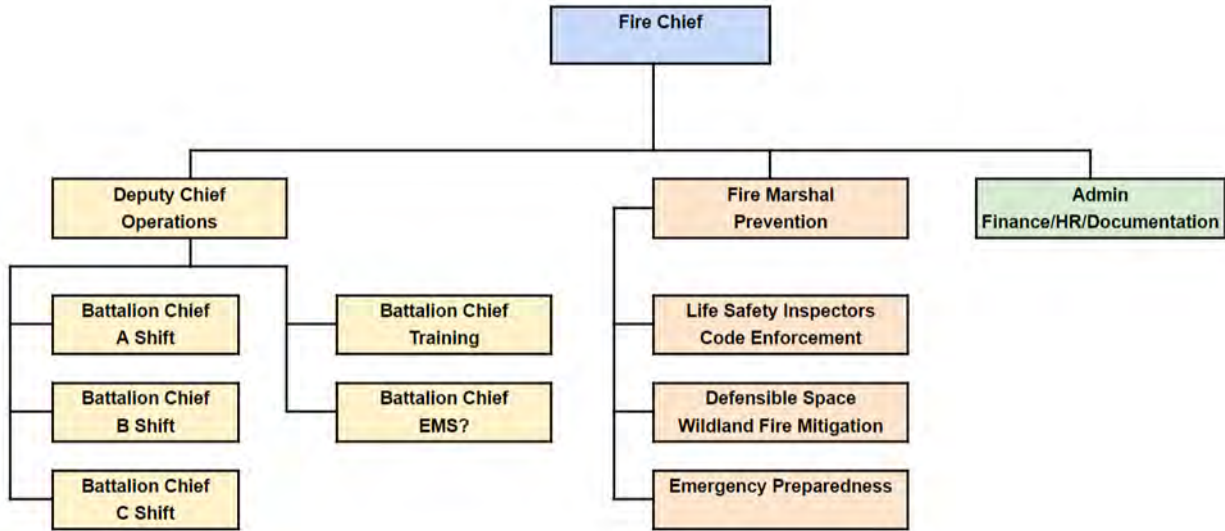 Fire Chief
Deputy Chief
Operations
Fire Marshal
Prevention
Admin
Finance/HR/Documentation
Battalion Chief
A Shift
Battalion Chief
Training
Life Safety Inspectors
Code Enforcement
Battalion Chief
B Shift
Battalion Chief
EMS?
Defensible Space
Wildland Fire Mitigation
Battalion Chief
C Shift
Emergency Preparedness